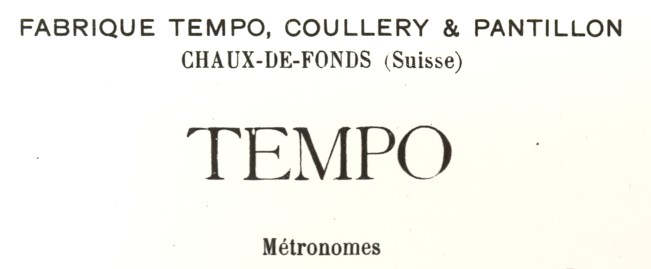 FABRIQUE TEMPO, COULLERY & PANTILLON
CHAUX-DE-FONDS (Suisse)
TEMPO
Métronomes